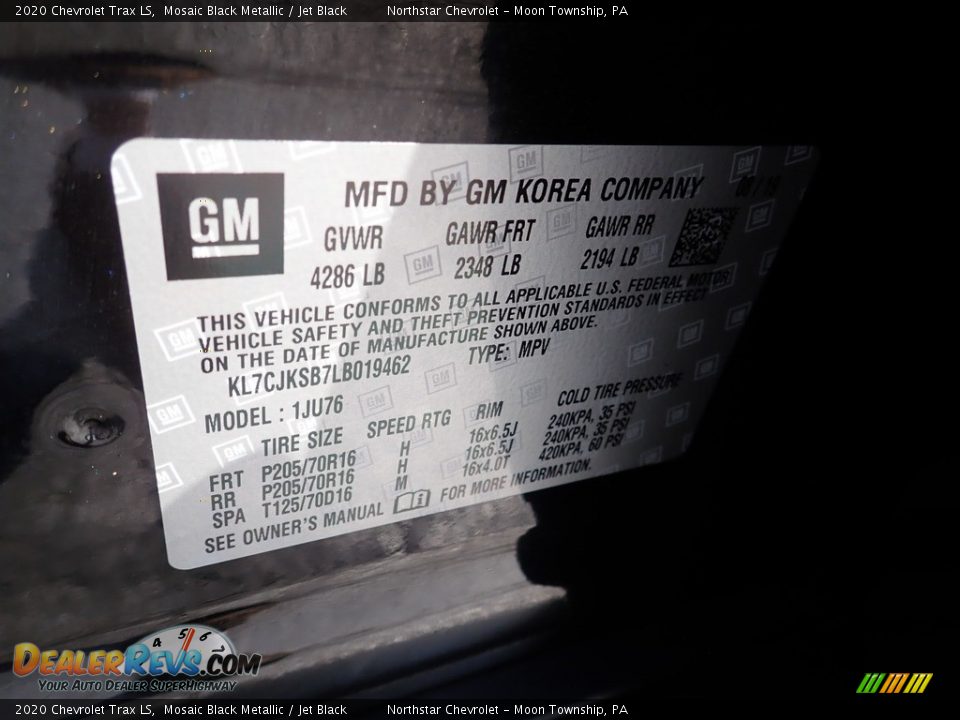 2020 Chevrolet Trax LS, Mosaic Black Metallic / Jet Black Northstar Chevrolet - Moon Township, PA
GM
MFD BY GM KOREA COMPANY
GVWR GAWR FRT GAWR RR
4286 LB 2348 LB 2194 LB
THIS VEHICLE CONFORMS TO ALL APPLICABLE U.S. FEDERAL MOTOR
VEHICLE SAFETY AND THEFT PREVENTION STANDARDS IN EFFECT
ON THE DATE OF MANUFACTURE SHOWN ABOVE.
KL7CJKSB7LB019462 TYPE: MPV
MODEL : 1JU76
TIRE SIZE SPEED RTG RIM COLD TIRE PRESSURE
FRT P205/70R16 H 16x6.5J 240KPA, 35 PSI
RR P205/70R16 H 16x6.5J 240KPA, 35 PSI
SPA T125/70D16 M 16x4.0T 420KPA, 60 PSI
SEE OWNER'S MANUAL FOR MORE INFORMATION.
4 5 6 7
DEALERREVS.COM
YOUR AUTO DEALER SUPERHIGHWAY
2020 Chevrolet Trax LS, Mosaic Black Metallic / Jet Black Northstar Chevrolet - Moon Township, PA